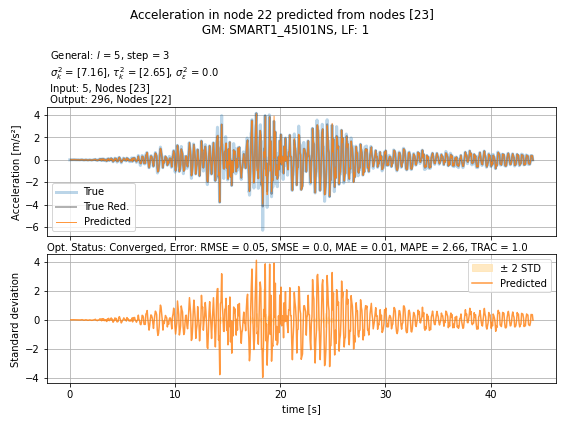 Acceleration in node 22 predicted from nodes [23]
GM: SMART1_45I01NS, LF: 1
General: l = 5, step = 3
σ²ₖ = [7.16], τ²ₖ = [2.65], σ²ε = 0.0
Input: 5, Nodes [23]
Output: 296, Nodes [22]
4
2
0
−2
−4
−6
Acceleration [m/s²]
True
True Red.
Predicted
Opt. Status: Converged, Error: RMSE = 0.05, SMSE = 0.0, MAE = 0.01, MAPE = 2.66, TRAC = 1.0
4
2
0
−2
−4
Standard deviation
± 2 STD
Predicted
0 10 20 30 40
time [s]